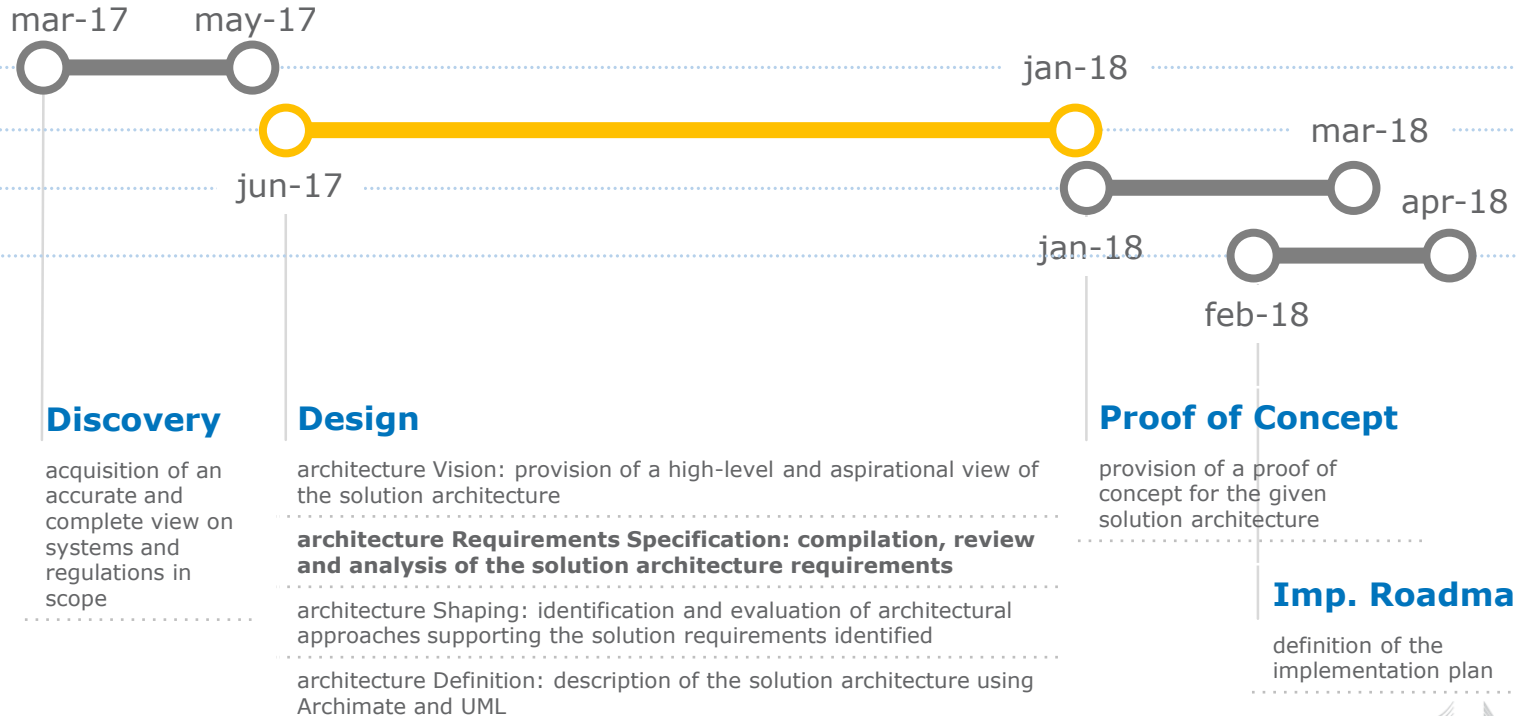 mar-17
may-17
jan-18
mar-18
jun-17
apr-18
jan-18
feb-18
Discovery
acquisition of an
accurate and
complete view on
systems and
regulations in
scope
Design
architecture Vision: provision of a high-level and aspirational view of
the solution architecture
architecture Requirements Specification: compilation, review
and analysis of the solution architecture requirements
architecture Shaping: identification and evaluation of architectural
approaches supporting the solution requirements identified
architecture Definition: description of the solution architecture using
Archimate and UML
Proof of Concept
provision of a proof of
concept for the given
solution architecture
Imp. Roadma
definition of the
implementation plan